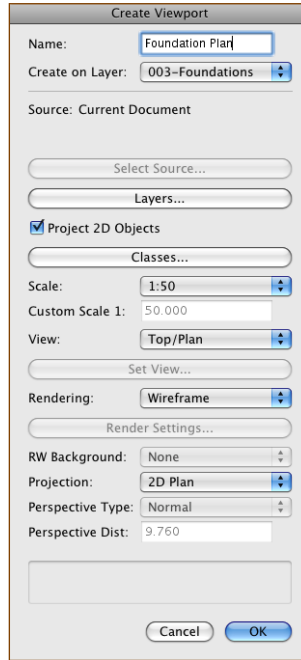 Create Viewport
Name: Foundation Plan
Create on Layer: 003-Foundations
Source: Current Document
Select Source...
Layers...
Project 2D Objects
Classes...
Scale: 1:50
Custom Scale 1: 50.000
View: Top/Plan
Set View...
Rendering: Wireframe
Render Settings...
RW Background: None
Projection: 2D Plan
Perspective Type: Normal
Perspective Dist: 9.760
Cancel OK